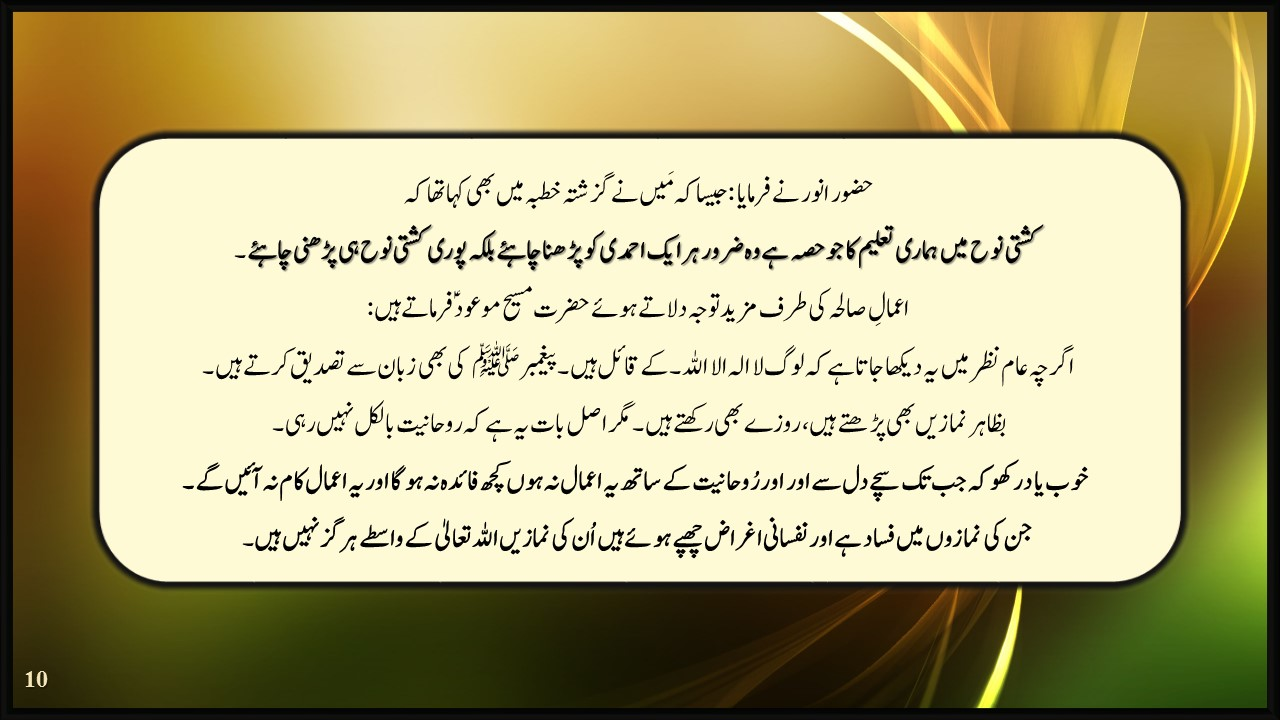 حضور انور نے فرمایا: جیسا کہ مَیں نے گزشتہ خطبہ میں بھی کہا تھا کہ
کشتی نوح میں ہماری تعلیم کا جو حصہ ہے وہ ضرور ہر ایک احمدی کو پڑھنا چاہئے بلکہ پوری کشتی نوح ہی پڑھنی چاہئے ۔
اعمالِ صالحہ کی طرف مزید توجہ دلاتے ہوئے حضرت مسیح موعودؑ فرماتے ہیں:
اگرچہ عام نظر میں یہ دیکھا جاتا ہے کہ لوگ لا الہ الا اللہ ۔ کے قائل ہیں۔ پیغمبر ﷺ کی بھی زبان سے تصدیق کرتے ہیں۔
بظاہر نمازیں بھی پڑھتے ہیں، روزے بھی رکھتے ہیں۔ مگر اصل بات یہ ہے کہ روحانیت بالکل نہیں رہی۔
خوب یاد رکھو کہ جب تک سچے دل سے اور اور رُوحانیت کے ساتھ یہ اعمال نہ ہوں کچھ فائدہ نہ ہو گا اور یہ اعمال کام نہ آئیں گے ۔
جن کی نمازوں میں فساد ہے اور نفسانی اغراض چھپے ہوئے ہیں اُن کی نمازیں اللہ تعالیٰ کے واسطے ہر گز نہیں ہیں۔
10